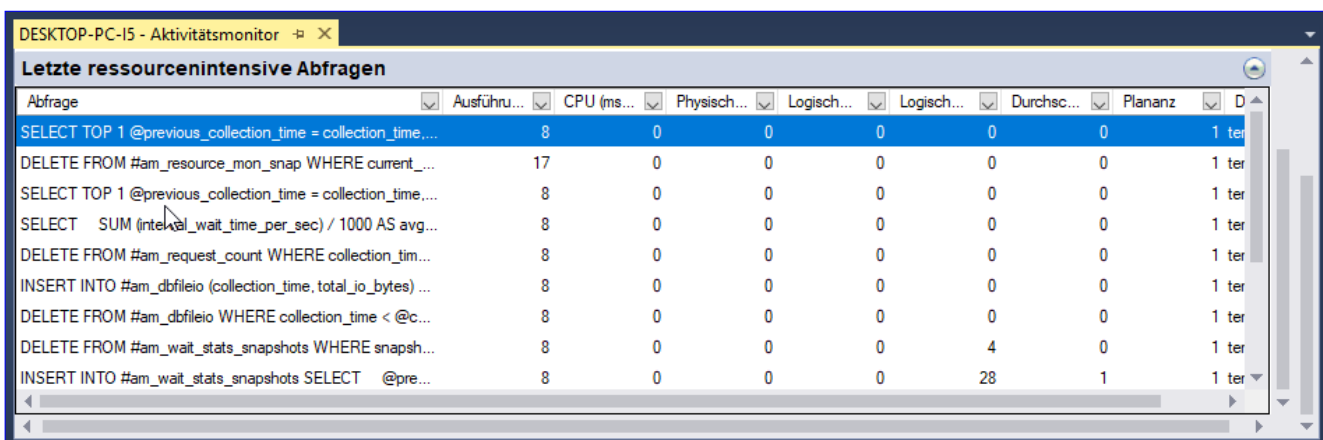 DESKTOP-PC-I5 - Aktivitätsmonitor
Letzte ressourcenintensive Abfragen
Abfrage Ausführu... CPU (ms... Physisch... Logisch... Logisch... Durchsc... Plananz D
SELECT TOP 1 @previous_collection_time = collection_time,... 8 0 0 0 0 0 1 ter
DELETE FROM #am_resource_mon_snap WHERE current_... 17 0 0 0 0 0 1 ter
SELECT TOP 1 @previous_collection_time = collection_time,... 8 0 0 0 0 0 1 ter
SELECT SUM (interval_wait_time_per_sec) / 1000 AS avg... 8 0 0 0 0 0 1 ter
DELETE FROM #am_request_count WHERE collection_tim... 8 0 0 0 0 0 1 ter
INSERT INTO #am_dbfileio (collection_time, total_io_bytes) ... 8 0 0 0 0 0 1 ter
DELETE FROM #am_dbfileio WHERE collection_time < @c... 8 0 0 0 0 0 1 ter
DELETE FROM #am_wait_stats_snapshots WHERE snapsh... 8 0 0 0 4 0 1 ter
INSERT INTO #am_wait_stats_snapshots SELECT @pre... 8 0 0 0 28 1 1 ter